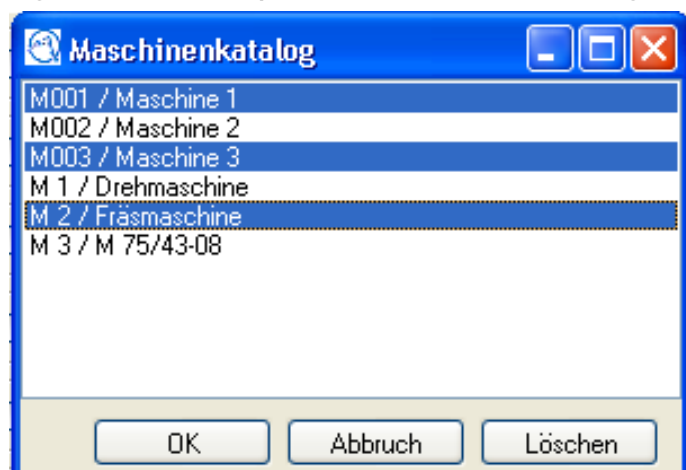 Maschinenkatalog
M001 / Maschine 1
M002 / Maschine 2
M003 / Maschine 3
M 1 / Drehmaschine
M 2 / Fräsmaschine
M 3 / M 75/43-08
OK Abbruch Löschen